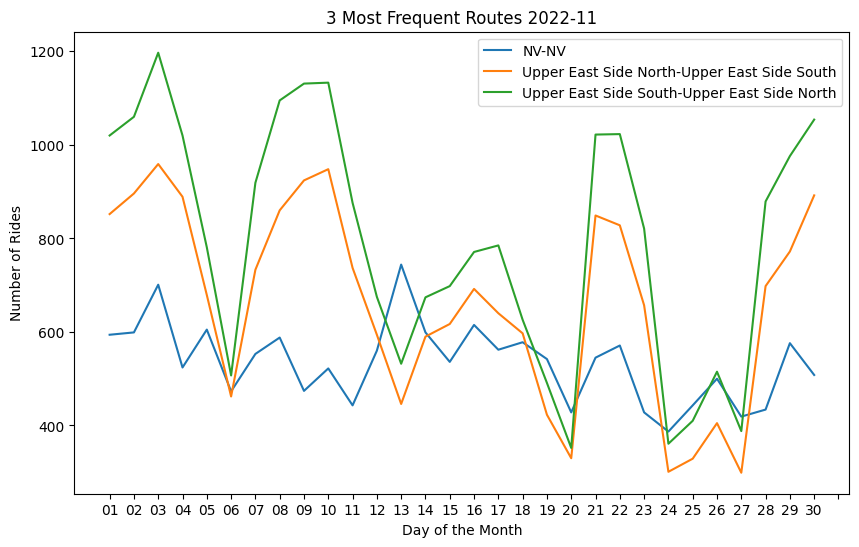 3 Most Frequent Routes 2022-11
NV-NV
Upper East Side North-Upper East Side South
Upper East Side South-Upper East Side North
Number of Rides
1200
1000
800
600
400
01 02 03 04 05 06 07 08 09 10 11 12 13 14 15 16 17 18 19 20 21 22 23 24 25 26 27 28 29 30
Day of the Month